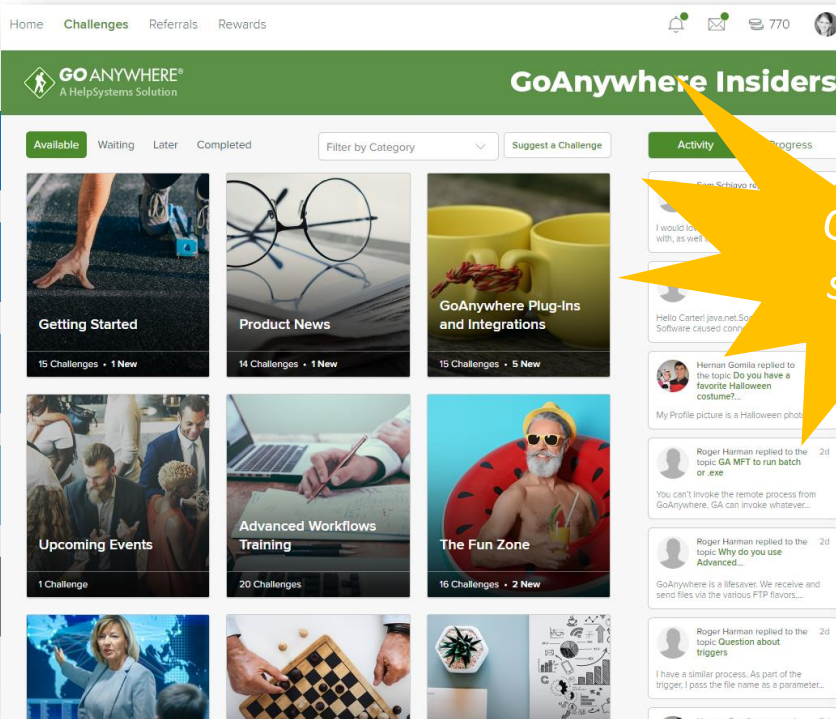 Home Challenges Referrals Rewards 770
GO ANYWHERE®
A HelpSystems Solution
GoAnywhere Insiders
Available Waiting Later Completed
Filter by Category
Suggest a Challenge
Activity
Progress
Getting Started
15 Challenges • 1 New
Product News
14 Challenges • 1 New
GoAnywhere Plug-Ins
and Integrations
15 Challenges • 5 New
Upcoming Events
1 Challenge
Advanced Workflows
Training
20 Challenges
The Fun Zone
16 Challenges • 2 New
Sam Schiavo
I would
with, as well
Hello Carter! java.net.
Software caused
Hernan Gomila replied to
the topic Do you have a
favorite Halloween
costume?...
My Profile picture is a Halloween
Roger Harman replied to the 2d
topic GA MFT to run batch
or .exe
You can't invoke the remote process from
GoAnywhere. GA can invoke whatever...
Roger Harman replied to the 2d
topic Why do you use
Advanced...
GoAnywhere is a lifesaver. We receive and
send files via the various FTP flavors,...
Roger Harman replied to the 2d
topic Question about
triggers
I have a similar process. As part of the
trigger, I pass the file name as a parameter...